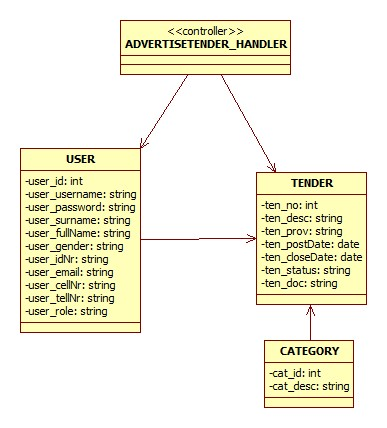 <<controller>>
ADVERTISETENDER_HANDLER
USER
-user_id: int
-user_username: string
-user_password: string
-user_surname: string
-user_fullName: string
-user_gender: string
-user_idNr: string
-user_email: string
-user_cellNr: string
-user_tellNr: string
-user_role: string
TENDER
-ten_no: int
-ten_desc: string
-ten_prov: string
-ten_postDate: date
-ten_closeDate: date
-ten_status: string
-ten_doc: string
CATEGORY
-cat_id: int
-cat_desc: string